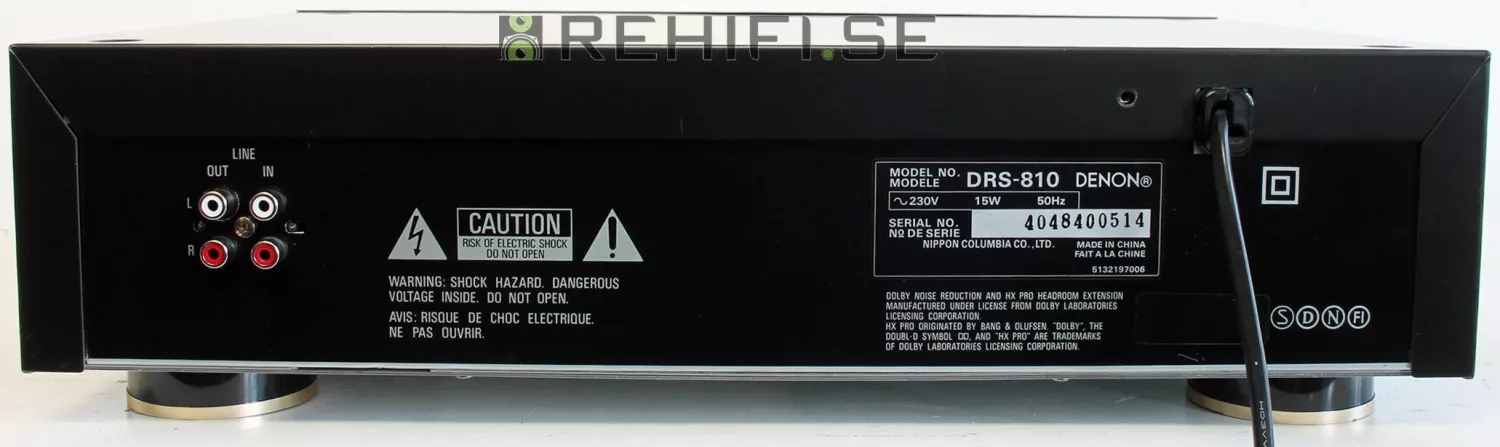 REHIFI.SE
LINE
OUT IN
L
R
CAUTION
RISK OF ELECTRIC SHOCK
DO NOT OPEN
WARNING: SHOCK HAZARD. DANGEROUS
VOLTAGE INSIDE. DO NOT OPEN.
AVIS: RISQUE DE CHOC ELECTRIQUE.
NE PAS OUVRIR.
MODEL NO.
MODELE
DRS-810 DENON®
~230V 15W 50Hz
SERIAL NO.
Nº DE SERIE
4048400514
NIPPON COLUMBIA CO., LTD.
MADE IN CHINA
FAIT A LA CHINE
5132197006
DOLBY NOISE REDUCTION AND HX PRO HEADROOM EXTENSION
MANUFACTURED UNDER LICENSE FROM DOLBY LABORATORIES
LICENSING CORPORATION.
HX PRO ORIGINATED BY BANG & OLUFSEN. "DOLBY", THE
DOUBL-D SYMBOL AND "HX PRO" ARE TRADEMARKS
OF DOLBY LABORATORIES LICENSING CORPORATION.
S D N FI